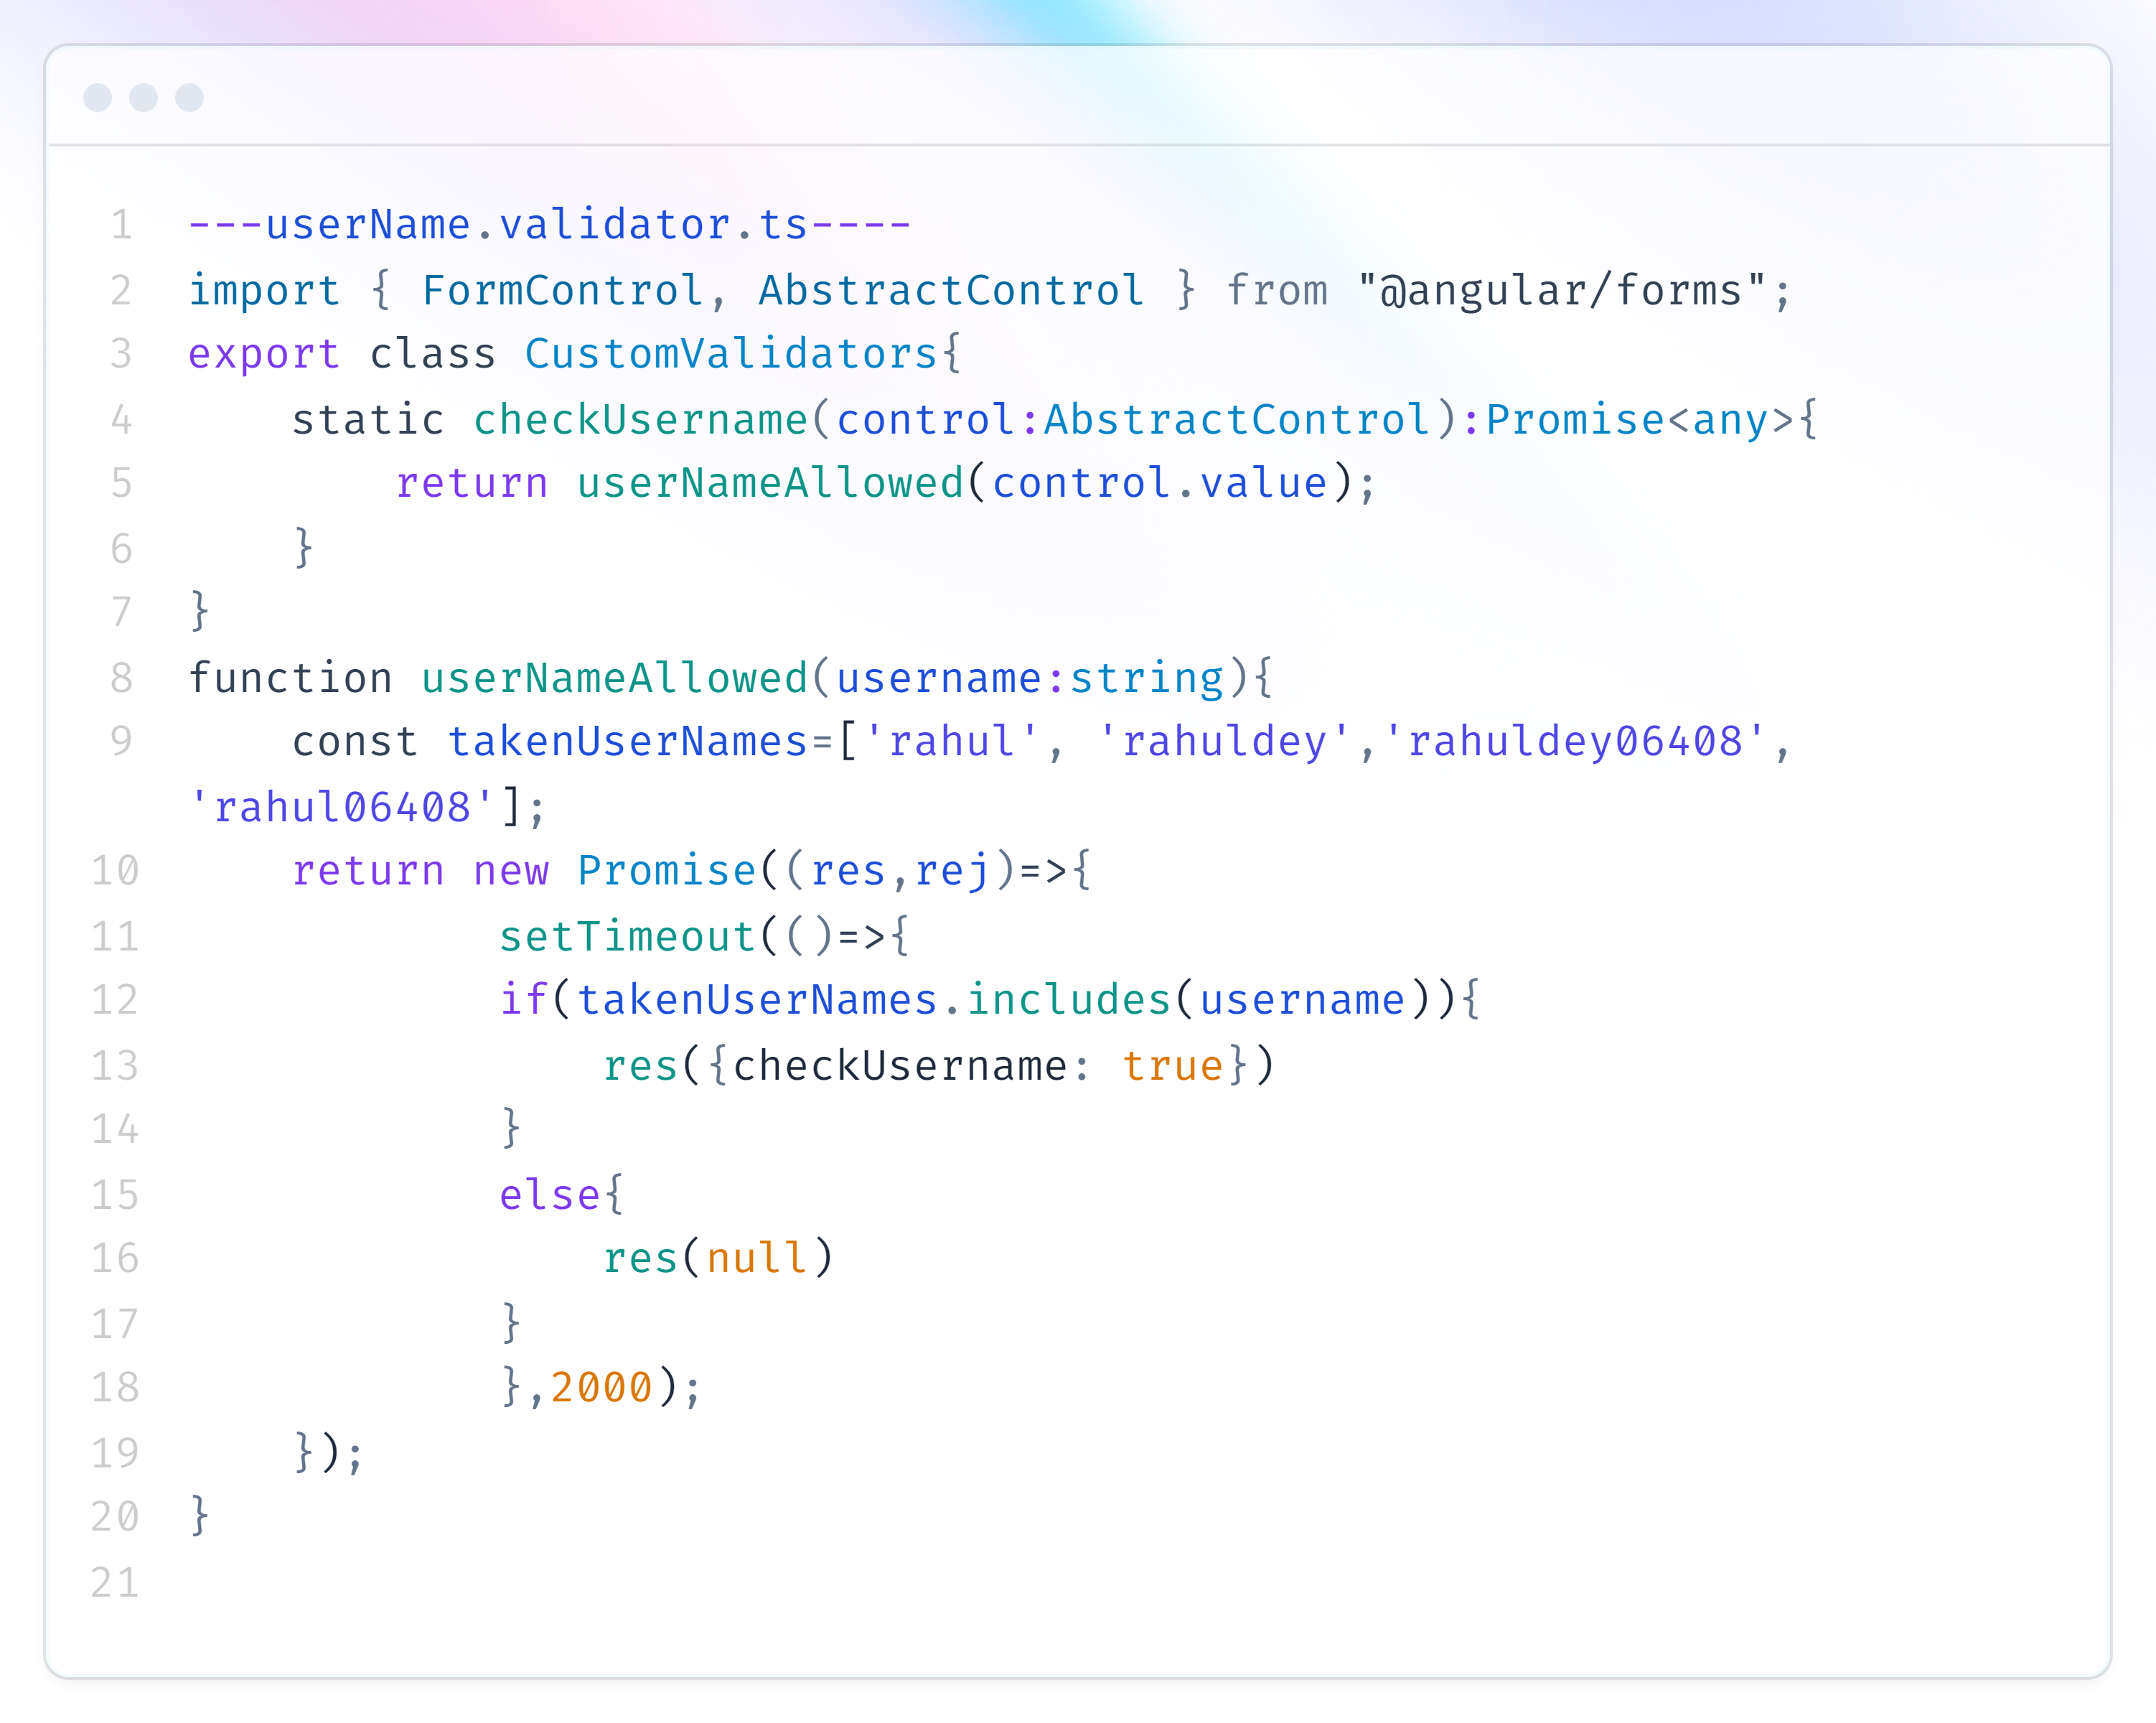 1 ---userName.validator.ts----
2 import { FormControl, AbstractControl } from "@angular/forms";
3 export class CustomValidators{
4     static checkUsername(control:AbstractControl):Promise<any>{
5         return userNameAllowed(control.value);
6     }
7 }
8 function userNameAllowed(username:string){
9     const takenUserNames=['rahul', 'rahuldey','rahuldey06408',
'rahul06408'];
10     return new Promise((res,rej)=>{
11             setTimeout(()=>{
12             if(takenUserNames.includes(username)){
13                 res({checkUsername: true})
14             }
15             else{
16                 res(null)
17             }
18             },2000);
19     });
20 }
21